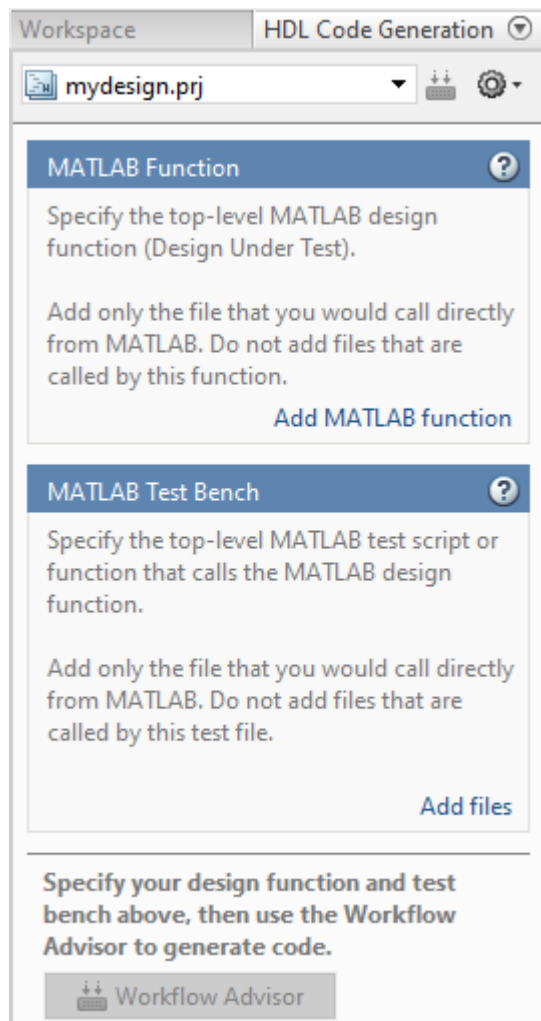 Workspace
HDL Code Generation
mydesign.prj
MATLAB Function
Specify the top-level MATLAB design
function (Design Under Test).
Add only the file that you would call directly
from MATLAB. Do not add files that are
called by this function.
Add MATLAB function
MATLAB Test Bench
Specify the top-level MATLAB test script or
function that calls the MATLAB design
function.
Add only the file that you would call directly
from MATLAB. Do not add files that are
called by this test file.
Add files
Specify your design function and test
bench above, then use the Workflow
Advisor to generate code.
Workflow Advisor